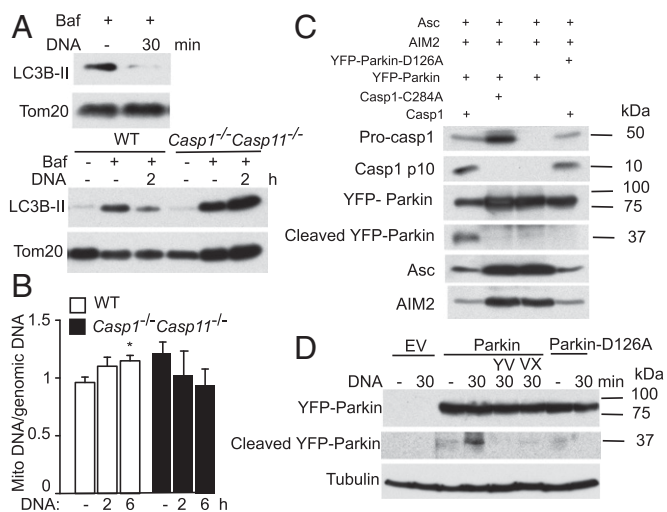 A
Baf + +
DNA - 30 min
LC3B-II
Tom20
WT Casp1-/-Casp11-/-
Baf - + + - + +
DNA - - 2 - - 2 h
LC3B-II
Tom20
B
WT
Casp1-/-Casp11-/-
Mito DNA/genomic DNA
1.5
1
0.5
0
*
DNA: - 2 6 - 2 6 h
C
Asc + + + +
AIM2 + + + +
YFP-Parkin-D126A +
YFP-Parkin + + +
Casp1-C284A +
Casp1 + +
kDa
Pro-casp1 50
Casp1 p10 10
100
YFP- Parkin 75
Cleaved YFP-Parkin 37
Asc
AIM2
D
EV Parkin Parkin-D126A
YV VX
DNA - 30 - 30 30 30 - 30 min kDa
YFP-Parkin 100
75
Cleaved YFP-Parkin 37
Tubulin